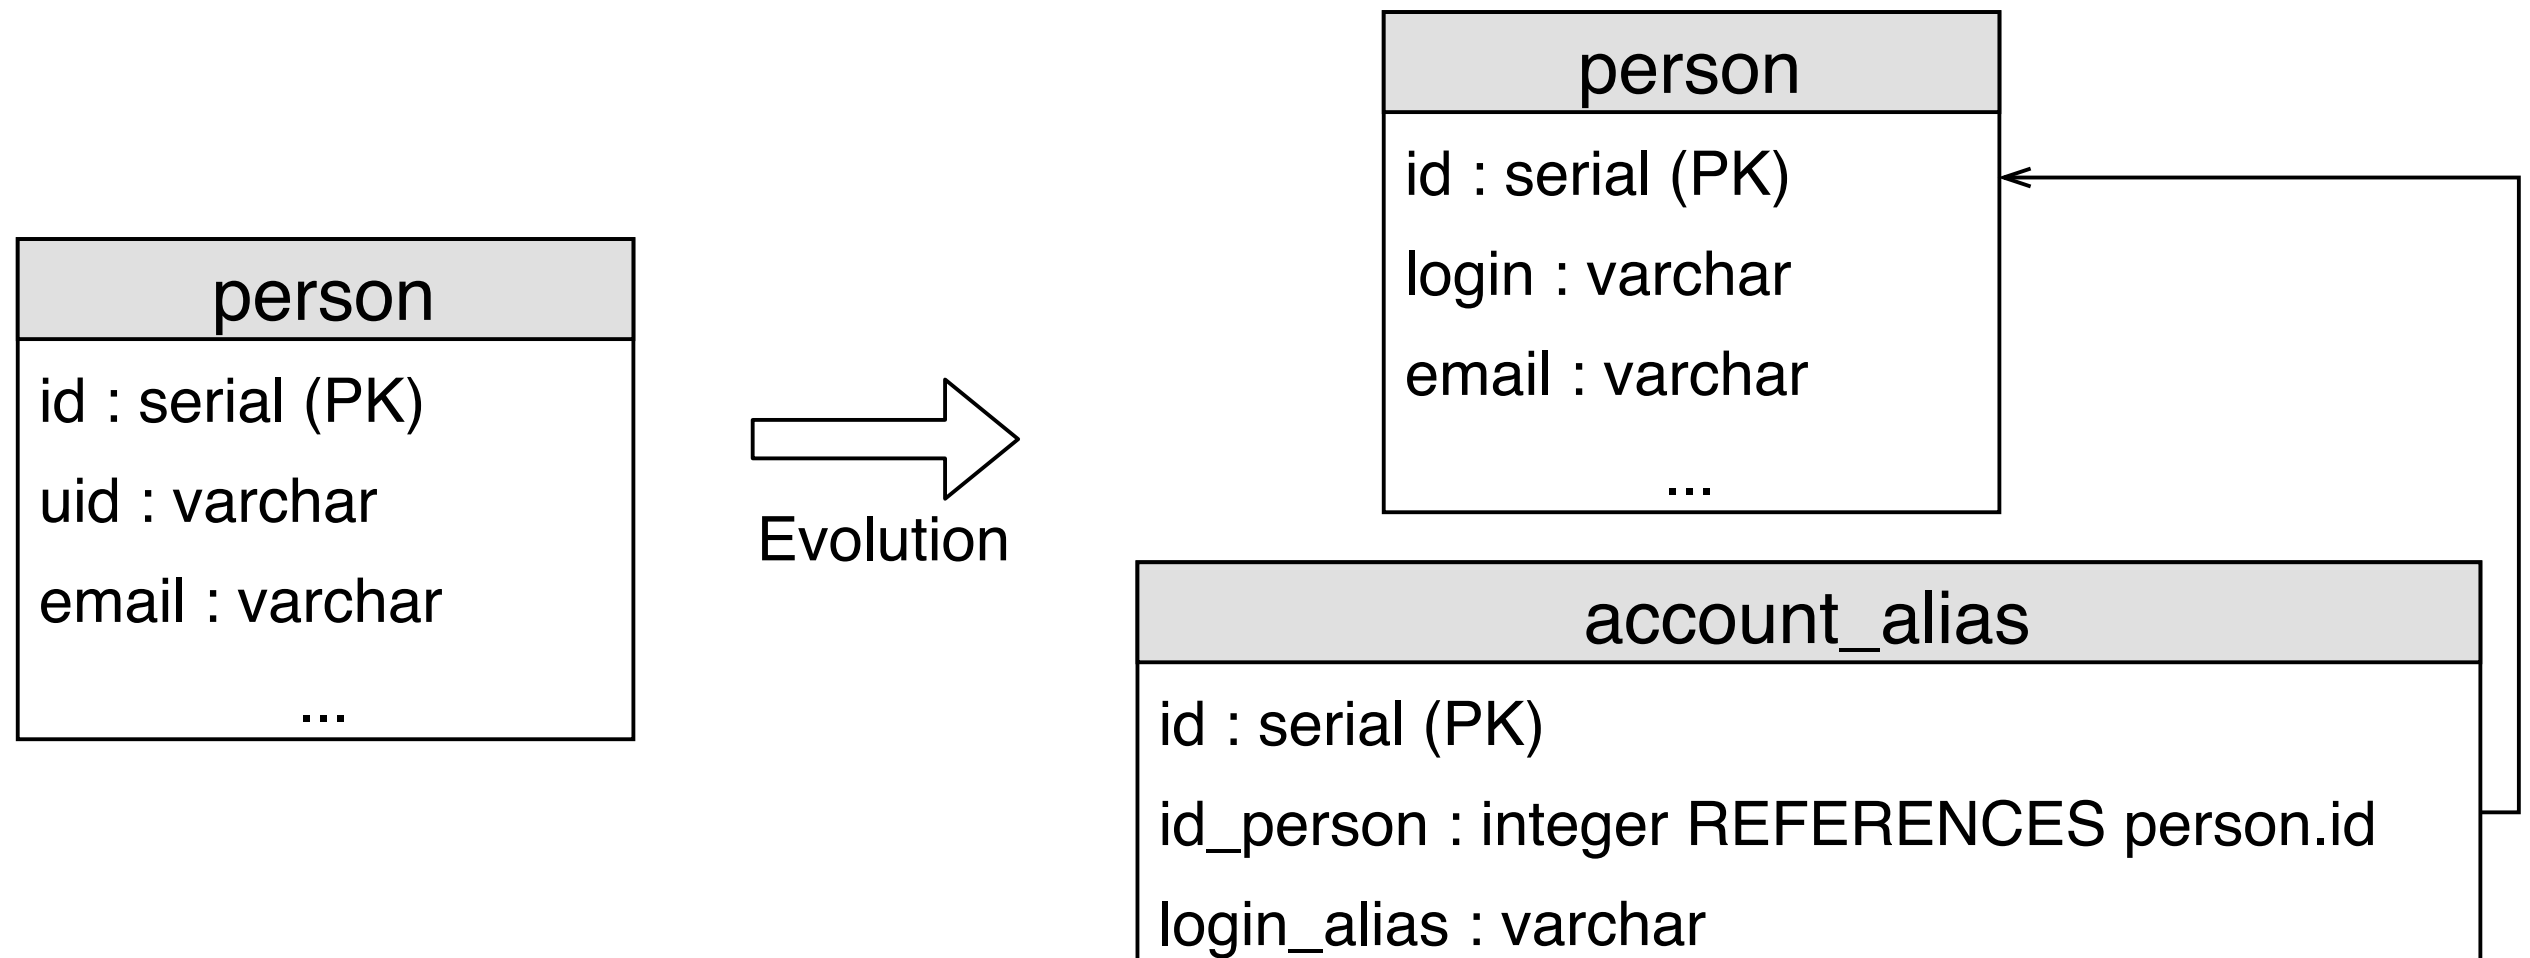 person
id : serial (PK)
uid : varchar
email : varchar
...
Evolution
person
id : serial (PK)
login : varchar
email : varchar
...
account_alias
id : serial (PK)
id_person : integer REFERENCES person.id
login_alias : varchar